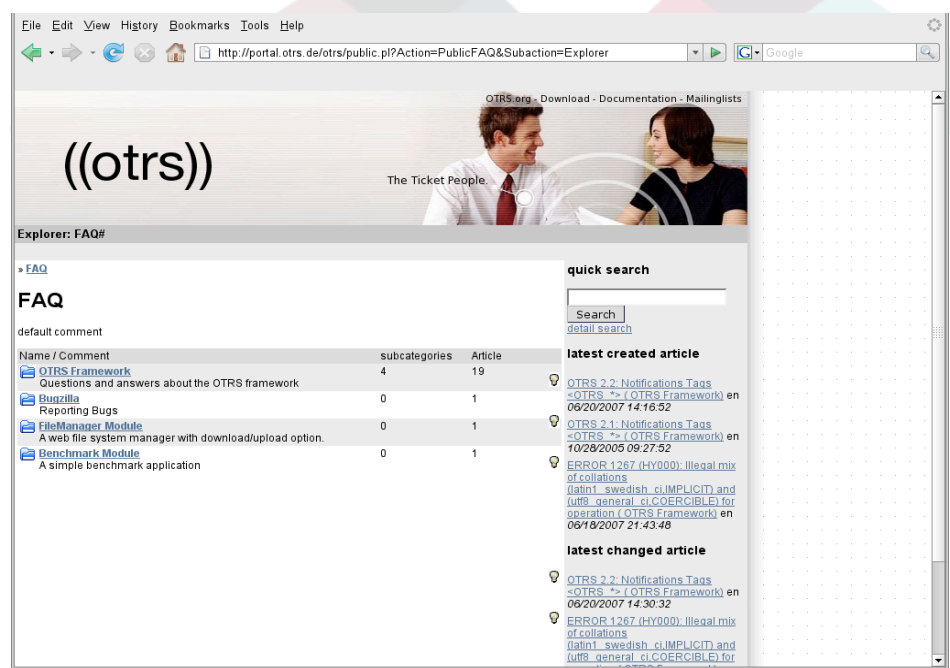 File Edit View History Bookmarks Tools Help
http://portal.otrs.de/otrs/public.pl?Action=PublicFAQ&Subaction=Explorer
G Google
OTRS.org - Download - Documentation - Mailinglists
((otrs))
The Ticket People.
Explorer: FAQ#
» FAQ
FAQ
default comment
Name / Comment subcategories Article
OTRS Framework 4 19
Questions and answers about the OTRS framework
Bugzilla 0 1
Reporting Bugs
FileManager Module 0 1
A web file system manager with download/upload option.
Benchmark Module 0 1
A simple benchmark application
quick search
Search
detail search
latest created article
OTRS 2.2: Notifications Tags
<OTRS_*> ( OTRS Framework) en
06/20/2007 14:16:52
OTRS 2.1: Notifications Tags
<OTRS_*> ( OTRS Framework) en
10/28/2005 09:27:52
ERROR 1267 (HY000): Illegal mix
of collations
(latin1_swedish_ci,IMPLICIT) and
(utf8_general_ci,COERCIBLE) for
operation ( OTRS Framework) en
06/18/2007 21:43:48
latest changed article
OTRS 2.2: Notifications Tags
<OTRS_*> ( OTRS Framework) en
06/20/2007 14:30:32
ERROR 1267 (HY000): Illegal mix
of collations
(latin1_swedish_ci,IMPLICIT) and
(utf8_general_ci,COERCIBLE) for